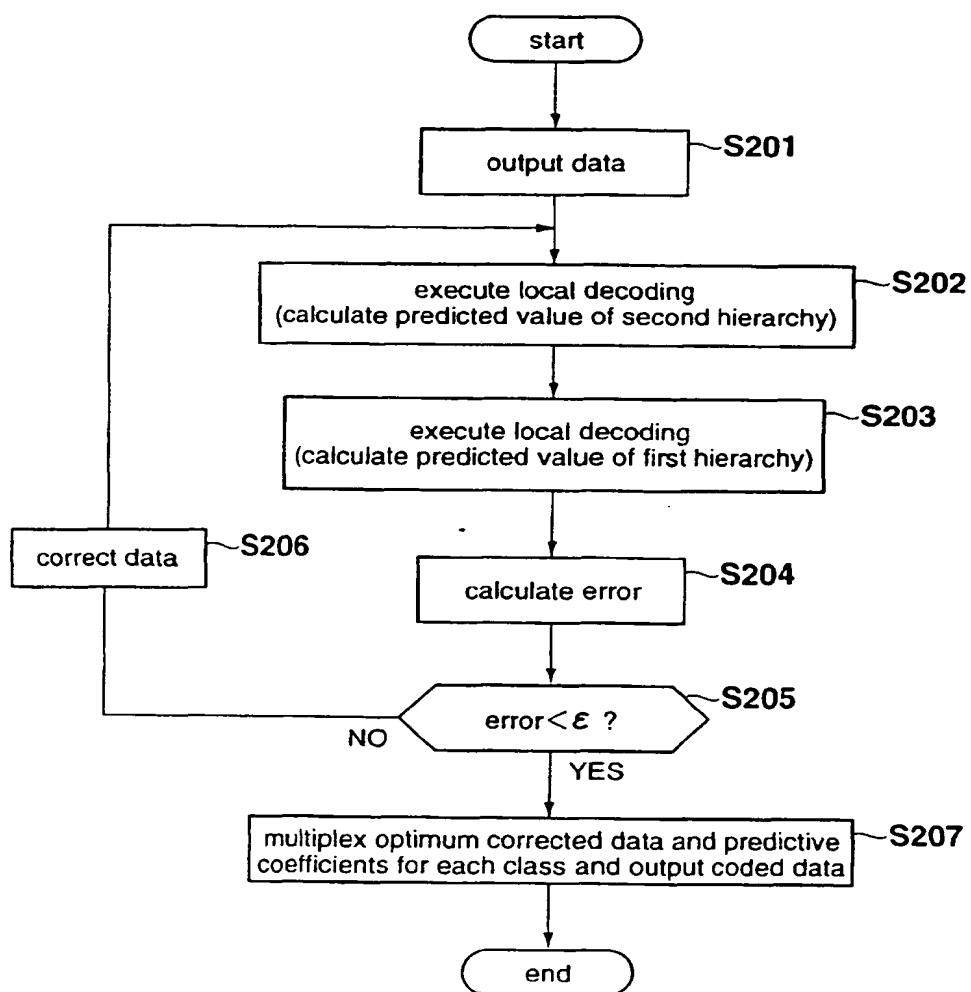 start
output data
S201
execute local decoding
(calculate predicted value of second hierarchy)
S202
execute local decoding
(calculate predicted value of first hierarchy)
S203
correct data
S206
calculate error
S204
error<ε ?
S205
NO
YES
multiplex optimum corrected data and predictive
coefficients for each class and output coded data
S207
end